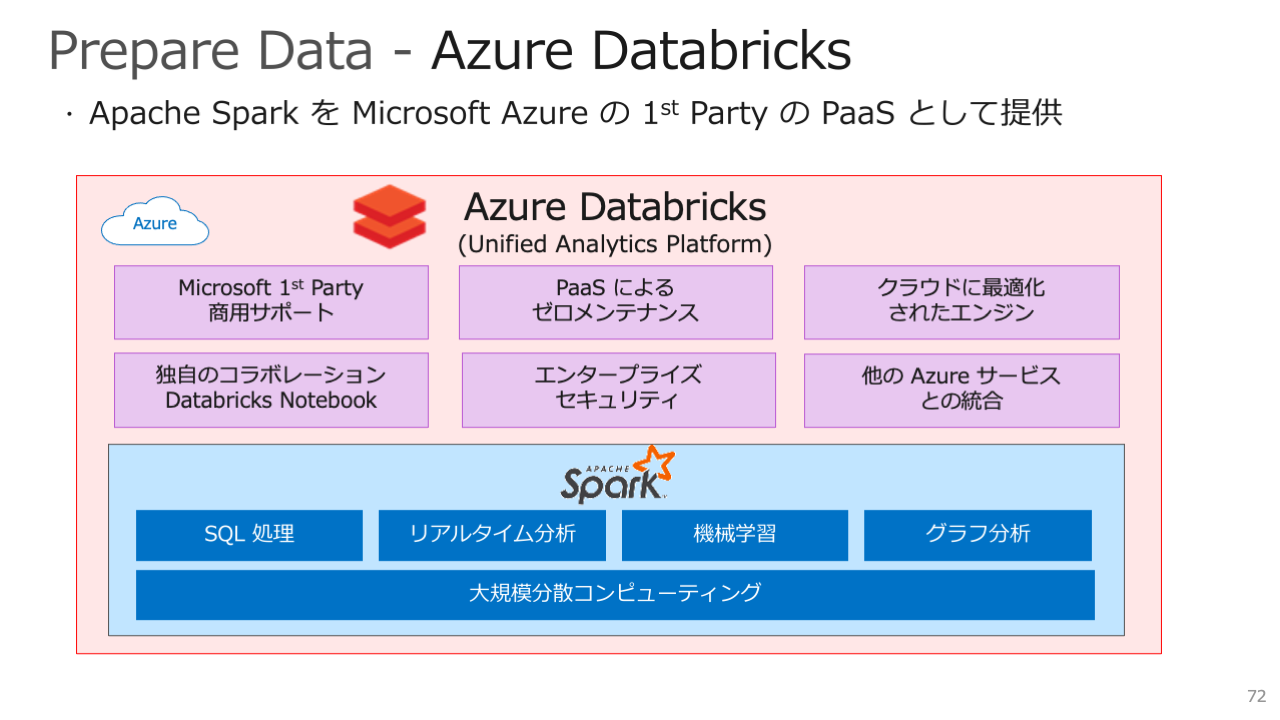 Prepare Data - Azure Databricks
· Apache Spark を Microsoft Azure の 1st Party の PaaS として提供
Azure
Azure Databricks
(Unified Analytics Platform)
Microsoft 1st Party
商用サポート
PaaS による
ゼロメンテナンス
クラウドに最適化
されたエンジン
独自のコラボレーション
Databricks Notebook
エンタープライズ
セキュリティ
他の Azure サービス
との統合
APACHE
Spark
SQL 処理
リアルタイム分析
機械学習
グラフ分析
大規模分散コンピューティング
72